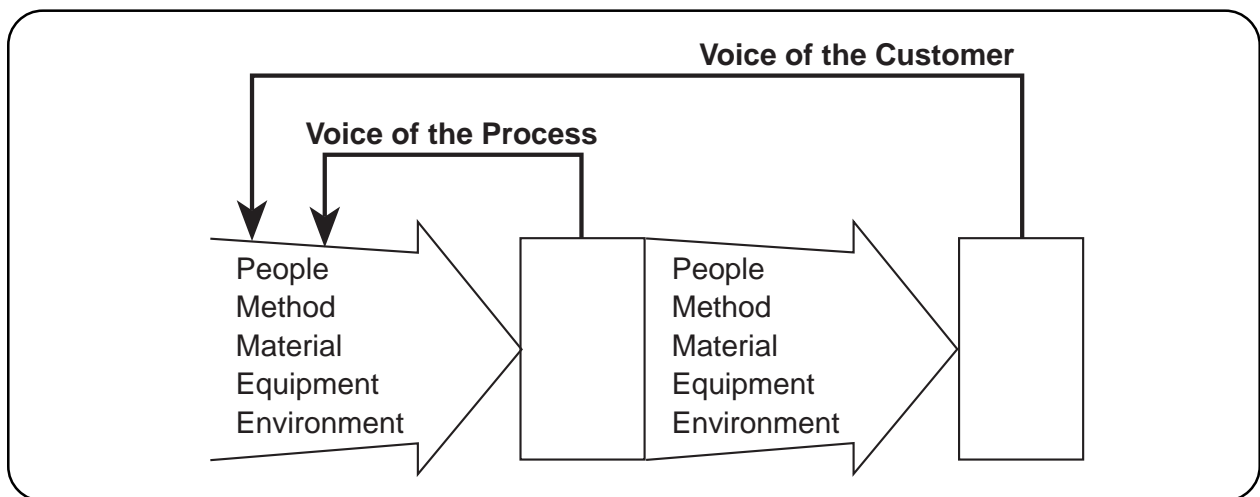 Voice of the Customer
Voice of the Process
People
Method
Material
Equipment
Environment
People
Method
Material
Equipment
Environment